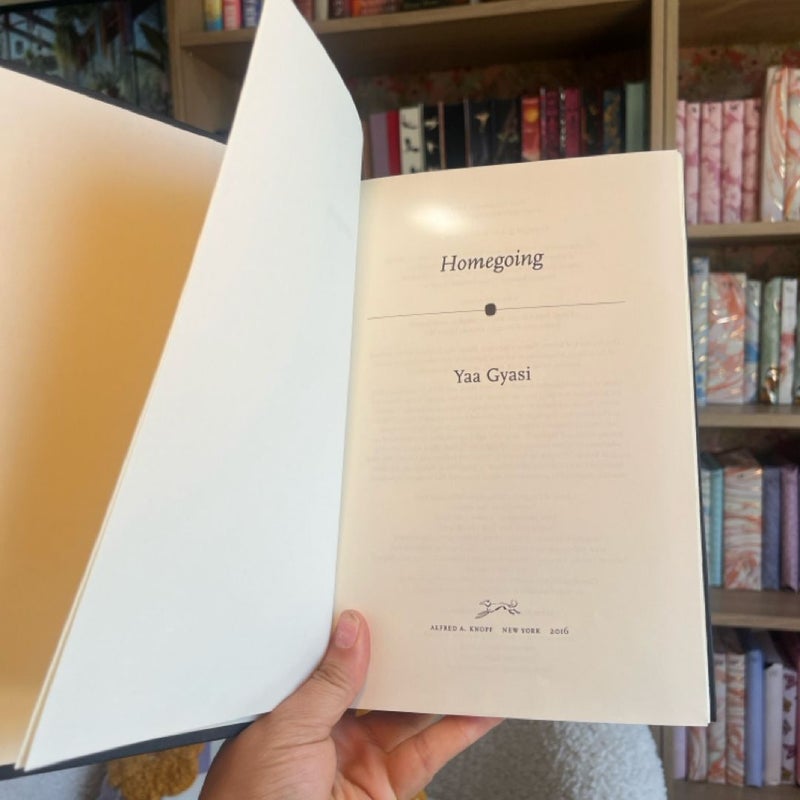 Homegoing
Yaa Gyasi
ALFRED A. KNOPF NEW YORK 2016